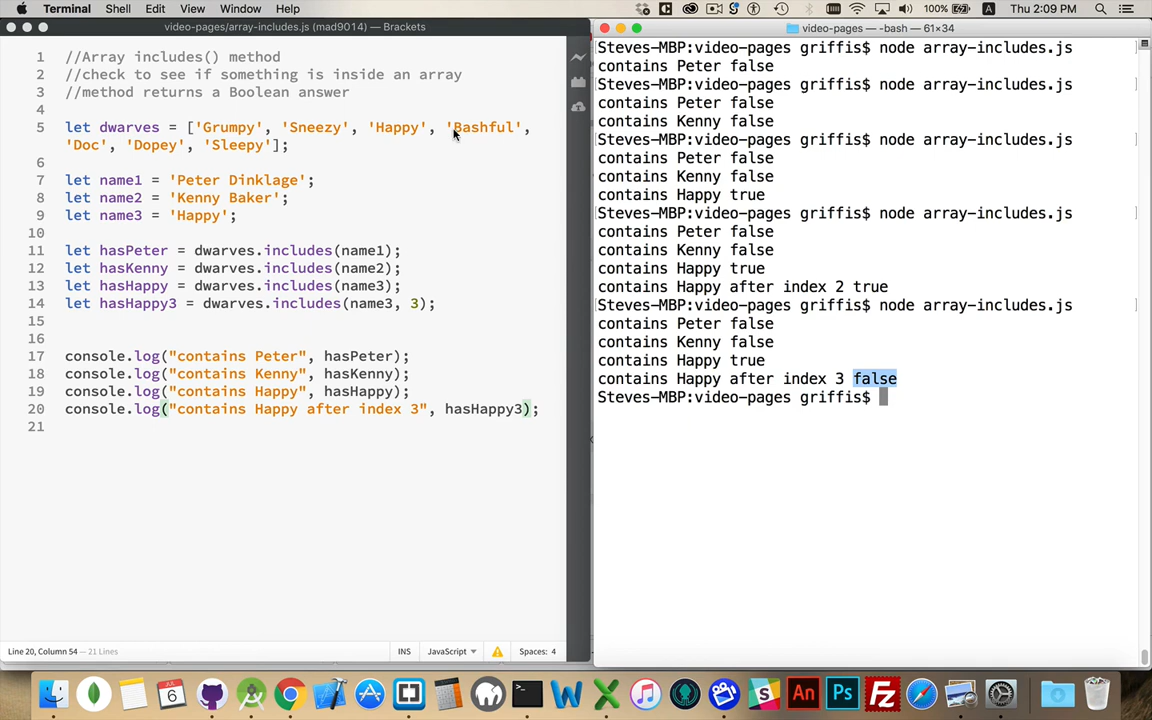 Terminal Shell Edit View Window Help
100%
Thu 2:09 PM
video-pages/array-includes.js (mad9014) — Brackets
1 //Array includes() method
2 //check to see if something is inside an array
3 //method returns a Boolean answer
4
5 let dwarves = ['Grumpy', 'Sneezy', 'Happy', 'Bashful',
'Doc', 'Dopey', 'Sleepy'];
6
7 let name1 = 'Peter Dinklage';
8 let name2 = 'Kenny Baker';
9 let name3 = 'Happy';
10
11 let hasPeter = dwarves.includes(name1);
12 let hasKenny = dwarves.includes(name2);
13 let hasHappy = dwarves.includes(name3);
14 let hasHappy3 = dwarves.includes(name3, 3);
15
16
17 console.log("contains Peter", hasPeter);
18 console.log("contains Kenny", hasKenny);
19 console.log("contains Happy", hasHappy);
20 console.log("contains Happy after index 3", hasHappy3);
21
Line 20, Column 54 — 21 Lines
INS
JavaScript
Spaces: 4
video-pages — -bash — 61×34
Steves-MBP:video-pages griffis$ node array-includes.js
contains Peter false
Steves-MBP:video-pages griffis$ node array-includes.js
contains Peter false
contains Kenny false
Steves-MBP:video-pages griffis$ node array-includes.js
contains Peter false
contains Kenny false
contains Happy true
Steves-MBP:video-pages griffis$ node array-includes.js
contains Peter false
contains Kenny false
contains Happy true
contains Happy after index 2 true
Steves-MBP:video-pages griffis$ node array-includes.js
contains Peter false
contains Kenny false
contains Happy true
contains Happy after index 3 false
Steves-MBP:video-pages griffis$
6
An
Ps
Fz